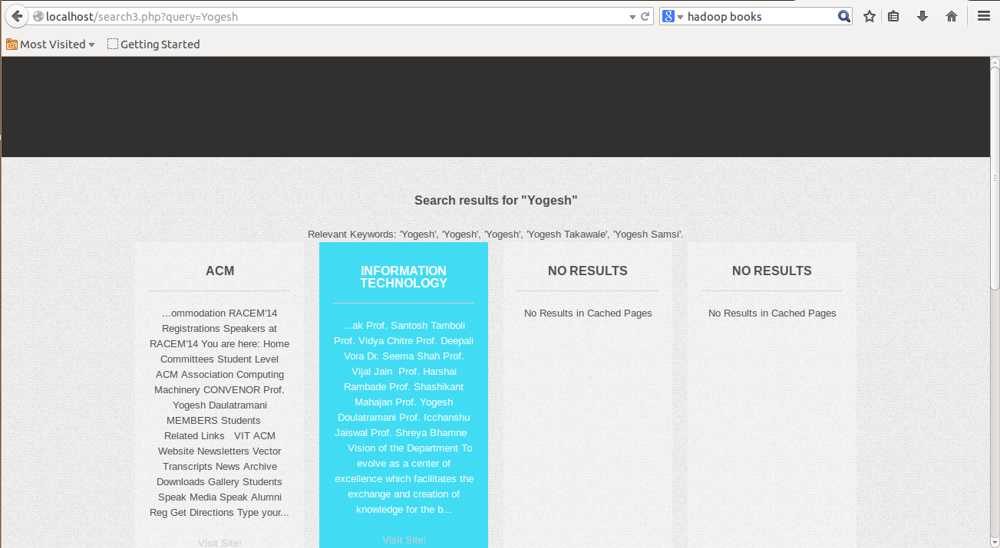 localhost/search3.php?query=Yogesh
hadoop books
Most Visited
Getting Started
Search results for "Yogesh"
Relevant Keywords: 'Yogesh', 'Yogesh', 'Yogesh', 'Yogesh Takawale', 'Yogesh Samsi'.
ACM
...ommodation RACEM'14
Registrations Speakers at
RACEM'14 You are here: Home
Committees Student Level
ACM Association Computing
Machinery CONVENOR Prof.
Yogesh Daulatramani
MEMBERS Students
Related Links VIT ACM
Website Newsletters Vector
Transcripts News Archive
Downloads Gallery Students
Speak Media Speak Alumni
Reg Get Directions Type your...
Visit Site!
INFORMATION
TECHNOLOGY
...ak Prof. Santosh Tamboli
Prof. Vidya Chitre Prof. Deepali
Vora Dr. Seema Shah Prof.
Vijal Jain Prof. Harshal
Rambade Prof. Shashikant
Mahajan Prof. Yogesh
Doulatramani Prof. Icchanshu
Jaiswal Prof. Shreya Bhamne
Vision of the Department To
evolve as a center of
excellence which facilitates the
exchange and creation of
knowledge for the b...
Visit Site!
NO RESULTS
No Results in Cached Pages
NO RESULTS
No Results in Cached Pages